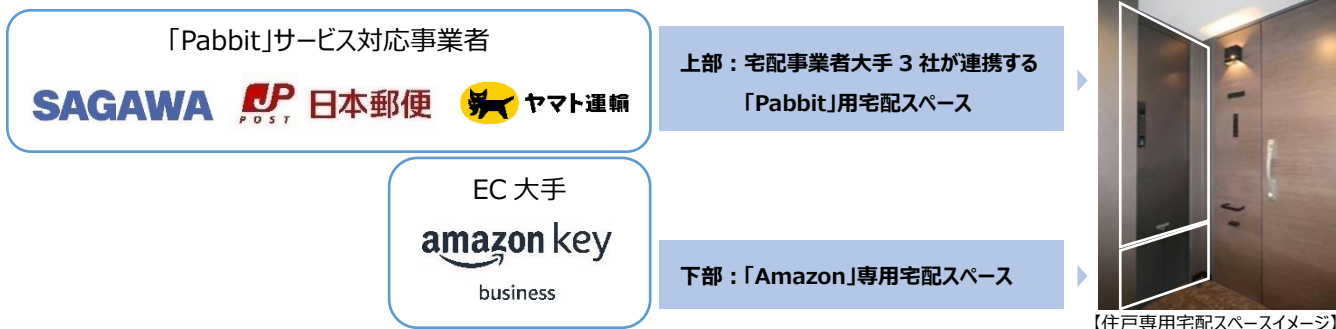 「Pabbit」サービス対応事業者
SAGAWA
JP
POST
日本郵便
ヤマト運輸
上部：宅配事業者大手 3 社が連携する
「Pabbit」用宅配スペース
EC 大手
amazon key
business
下部：「Amazon」専用宅配スペース
【住戸専用宅配スペースイメージ】